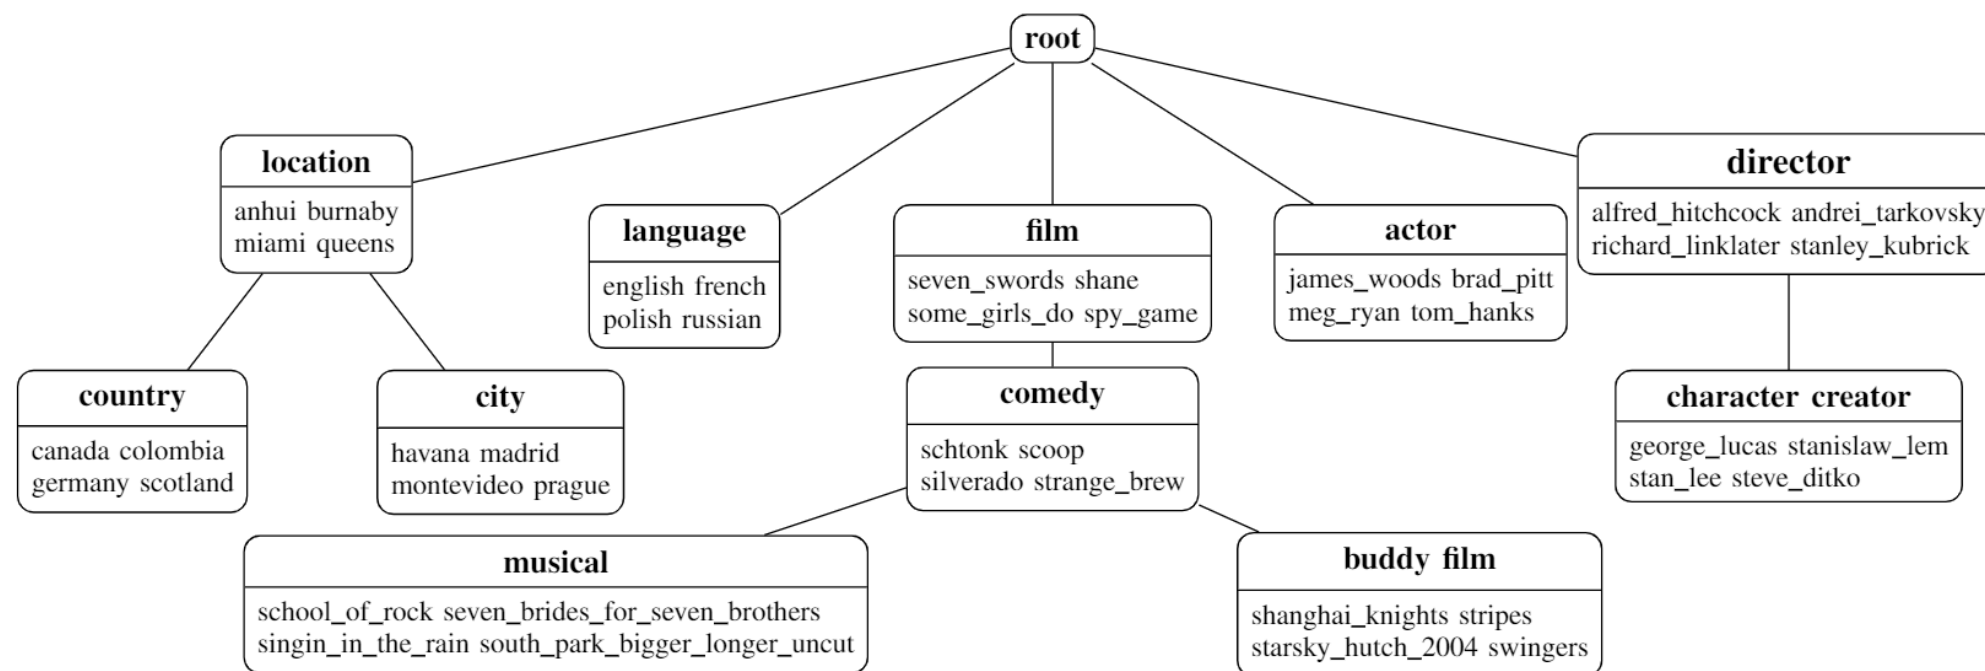 root
location
anhui burnaby
miami queens
language
english french
polish russian
film
seven_swords shane
some_girls_do spy_game
actor
james_woods brad_pitt
meg_ryan tom_hanks
director
alfred_hitchcock andrei_tarkovsky
richard_linklater stanley_kubrick
country
canada colombia
germany scotland
city
havana madrid
montevideo prague
comedy
schtonk scoop
silverado strange_brew
character creator
george_lucas stanislaw_lem
stan_lee steve_ditko
musical
school_of_rock seven_brides_for_seven_brothers
singin_in_the_rain south_park_bigger_longer_uncut
buddy film
shanghai_knights stripes
starsky_hutch_2004 swingers